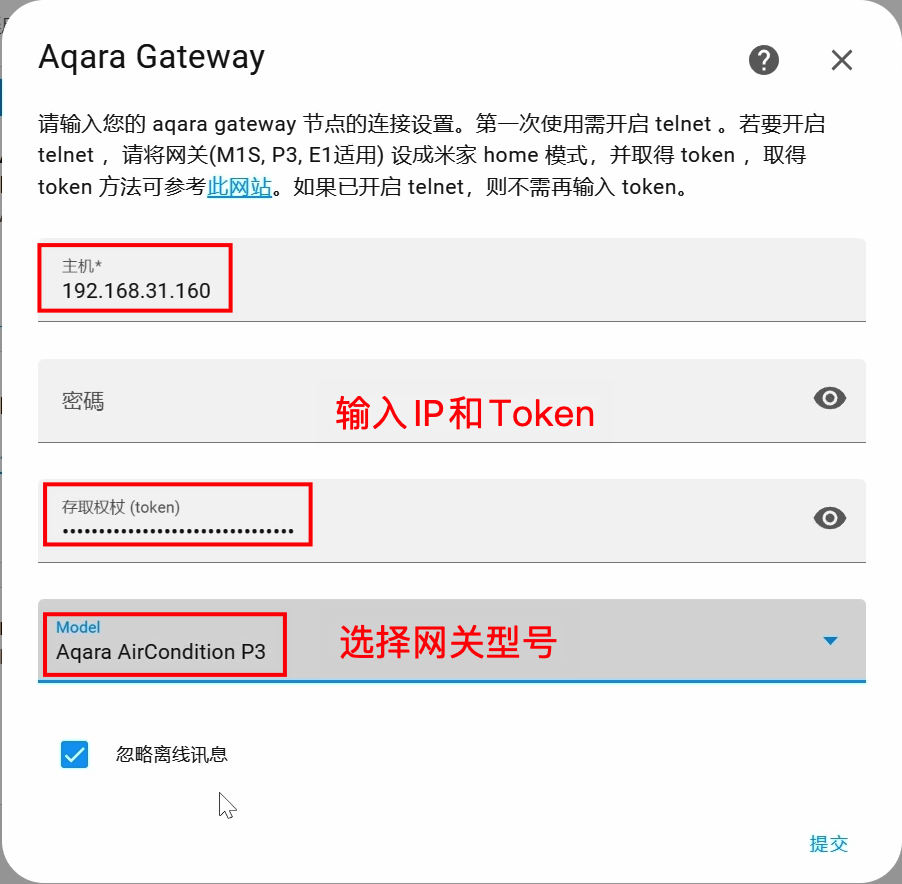 Aqara Gateway
请输入您的 aqara gateway 节点的连接设置。第一次使用需开启 telnet 。若要开启
telnet ，请将网关(M1S, P3, E1适用) 设成米家 home 模式，并取得 token ，取得
token 方法可参考此网站。如果已开启 telnet，则不需再输入 token。
主机*
192.168.31.160
密碼
输入IP和Token
存取权杖 (token)
Model
Aqara AirCondition P3
选择网关型号
忽略离线讯息
提交